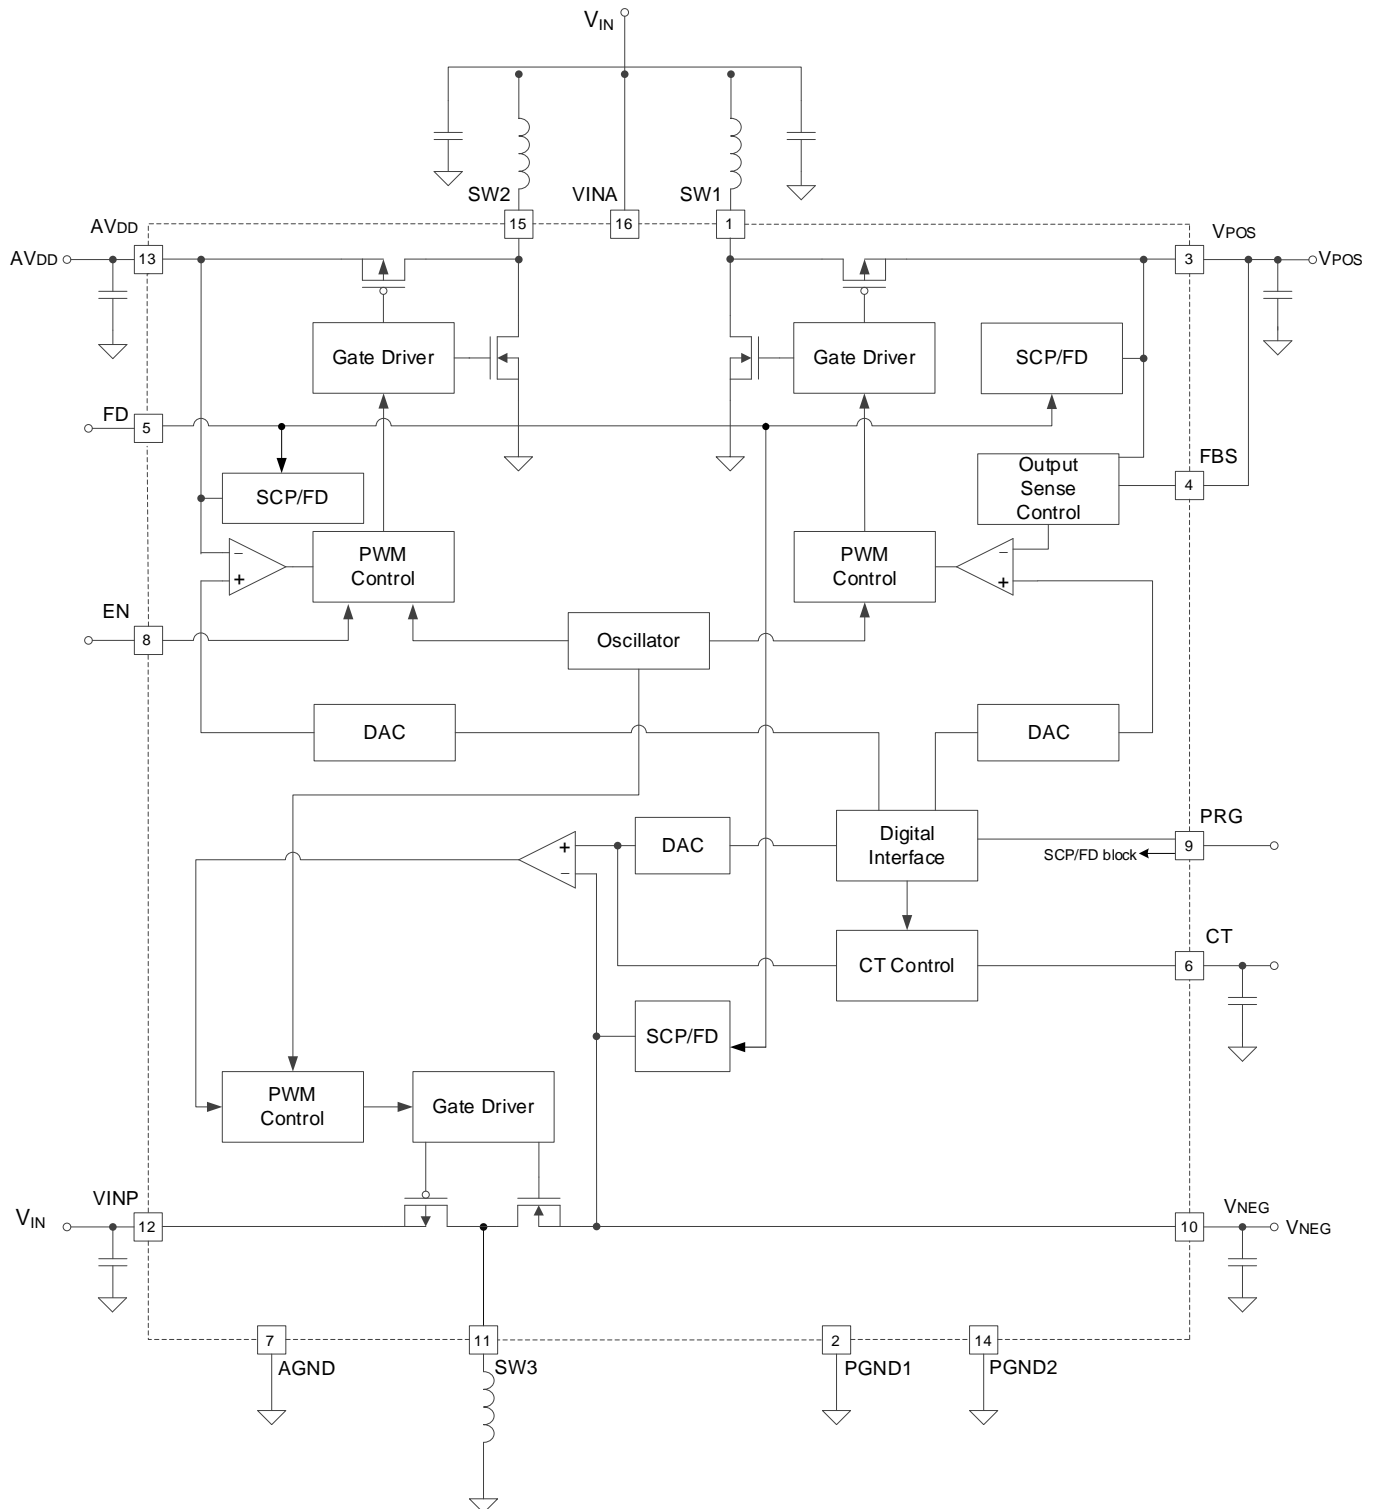 VIN
SW2
VINA
SW1
15
16
1
AVDD
VPOS
AVDD
13
3
VPOS
Gate Driver
Gate Driver
SCP/FD
FD
5
FBS
Output
Sense
Control
4
SCP/FD
−
+
PWM
Control
PWM
Control
−
+
EN
8
Oscillator
DAC
DAC
PRG
+
−
DAC
Digital
Interface
SCP/FD block
9
CT
CT Control
6
SCP/FD
PWM
Control
Gate Driver
VINP
VNEG
VIN
12
10
VNEG
7
11
2
14
AGND
SW3
PGND1
PGND2